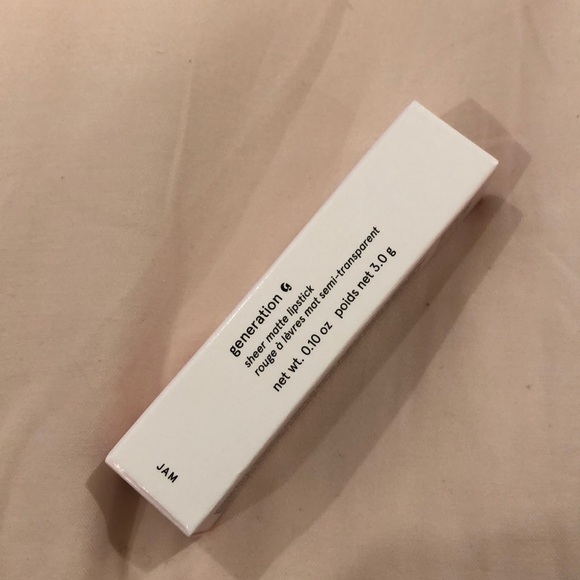 generation G
sheer matte lipstick
rouge à lèvres mat semi-transparent
net wt. 0.10 oz poids net 3.0 g
JAM